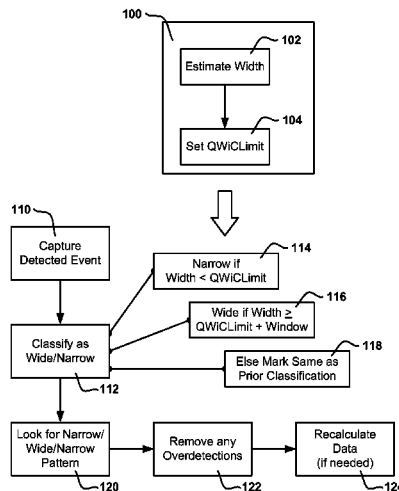 100
102
Estimate Width
104
Set QWiCLimit
110
Capture
Detected Event
114
Narrow if
Width < QWiCLimit
116
Wide if Width ≥
QWiCLimit + Window
118
Else Mark Same as
Prior Classification
Classify as
Wide/Narrow
112
Look for Narrow/
Wide/Narrow
Pattern
120
Remove any
Overdetections
122
Recalculate
Data
(if needed)